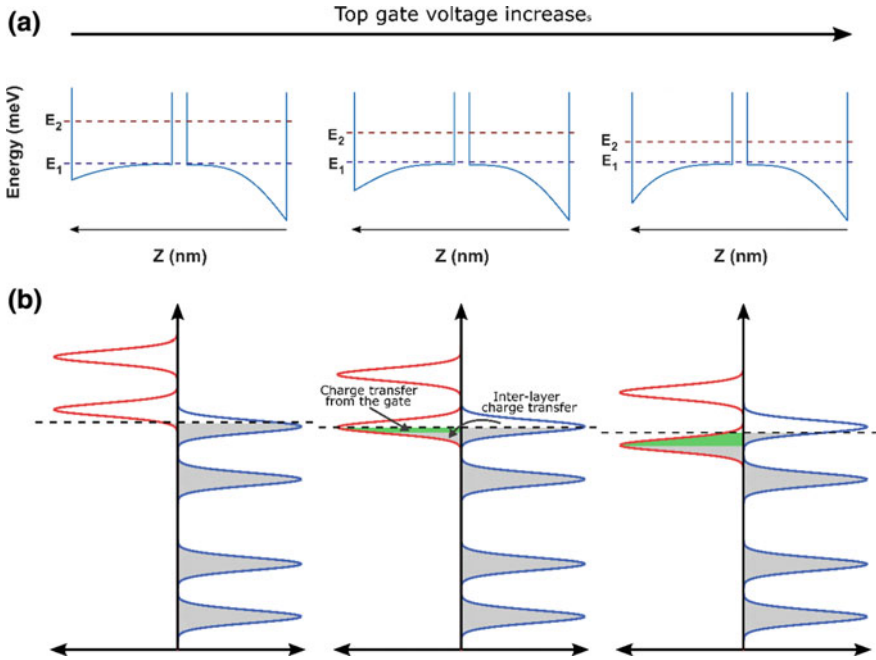 (a)
Top gate voltage increases
Energy (meV)
E2
E1
E2
E1
E2
E1
Z (nm)
Z (nm)
Z (nm)
(b)
Charge transfer
from the gate
Inter-layer
charge transfer